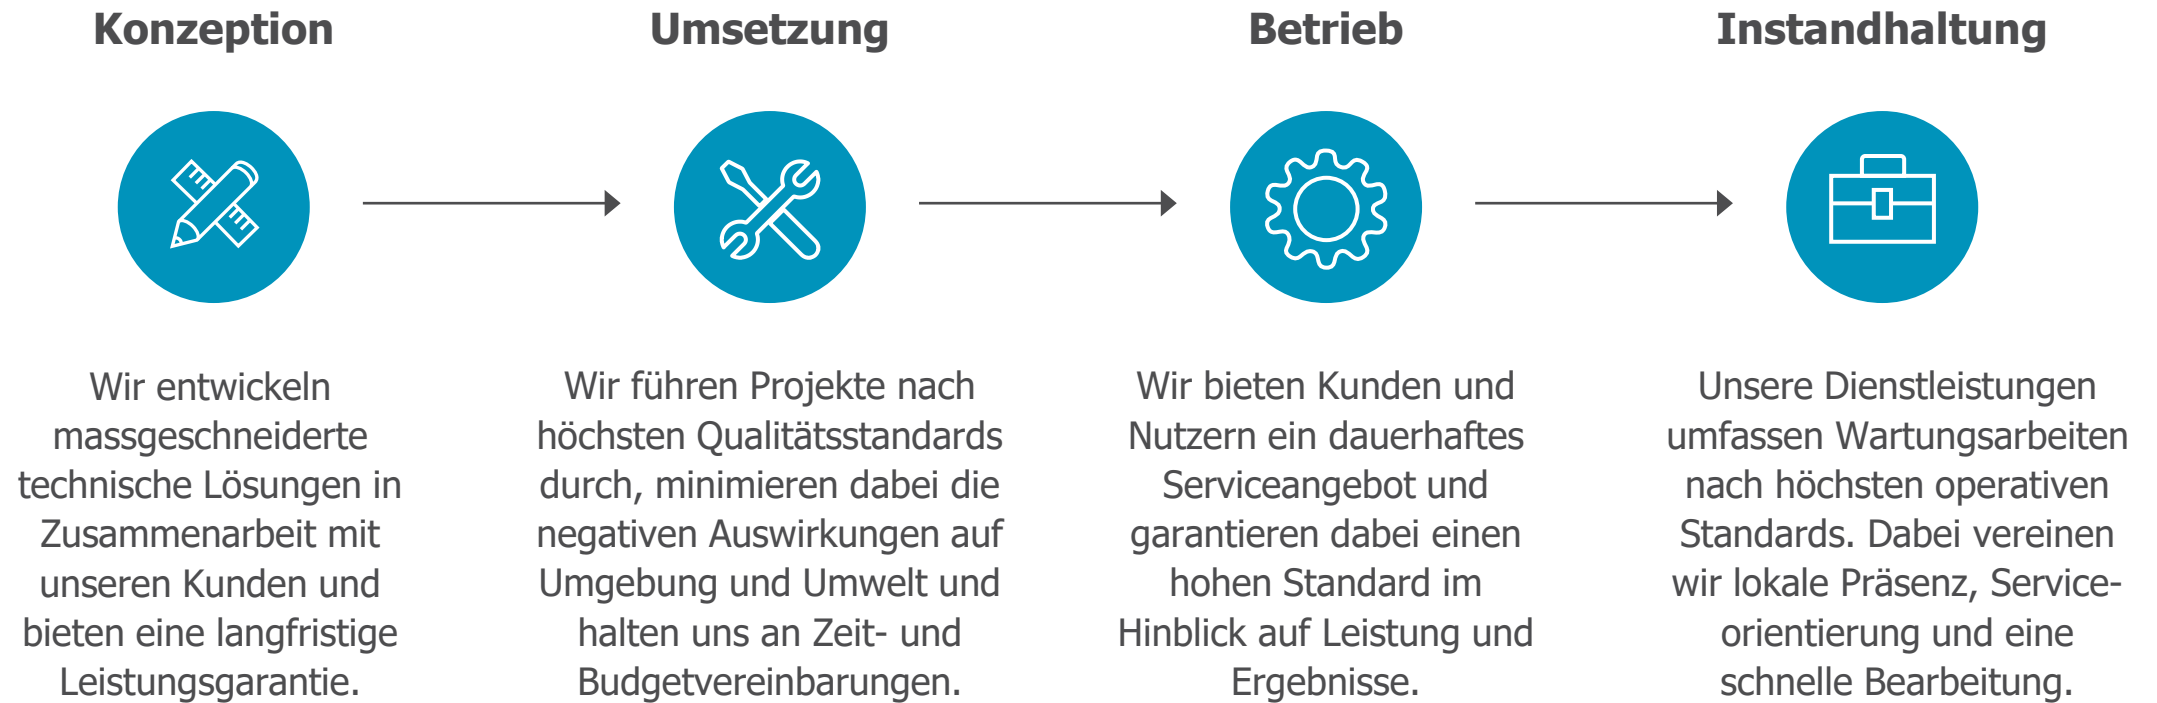 Konzeption
Wir entwickeln
massgeschneiderte
technische Lösungen in
Zusammenarbeit mit
unseren Kunden und
bieten eine langfristige
Leistungsgarantie.
Umsetzung
Wir führen Projekte nach
höchsten Qualitätsstandards
durch, minimieren dabei die
negativen Auswirkungen auf
Umgebung und Umwelt und
halten uns an Zeit- und
Budgetvereinbarungen.
Betrieb
Wir bieten Kunden und
Nutzern ein dauerhaftes
Serviceangebot und
garantieren dabei einen
hohen Standard im
Hinblick auf Leistung und
Ergebnisse.
Instandhaltung
Unsere Dienstleistungen
umfassen Wartungsarbeiten
nach höchsten operativen
Standards. Dabei vereinen
wir lokale Präsenz, Service-
orientierung und eine
schnelle Bearbeitung.